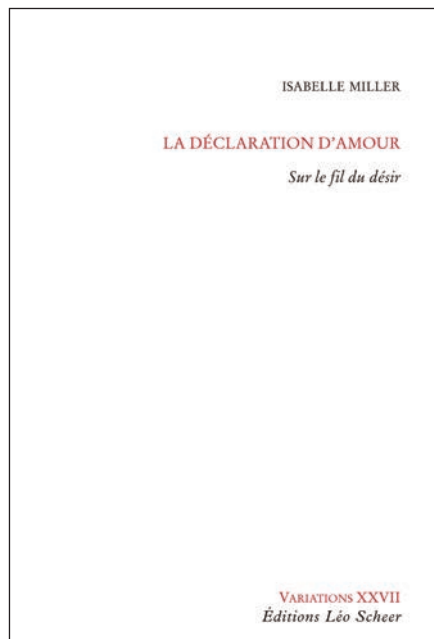 ISABELLE MILLER
LA DÉCLARATION D'AMOUR
Sur le fil du désir
VARIATIONS XXVII
Éditions Léo Scheer